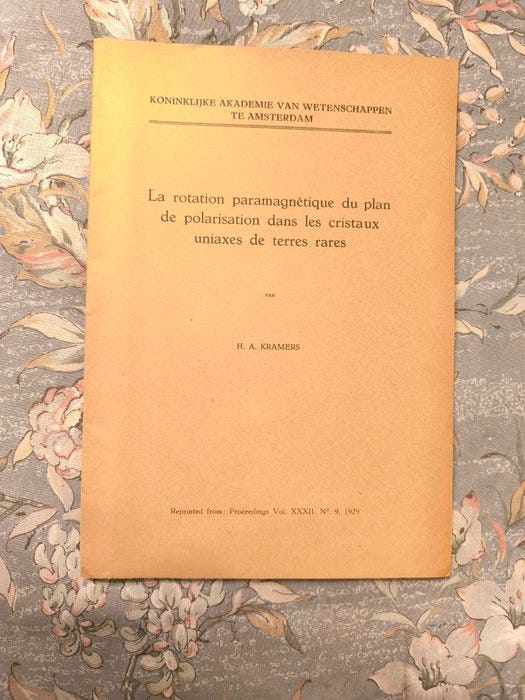 KONINKLIJKE AKADEMIE VAN WETENSCHAPPEN
TE AMSTERDAM
La rotation paramagnétique du plan
de polarisation dans les cristaux
uniaxes de terres rares
PAR
H. A. KRAMERS
Reprinted from: Proceedings Vol. XXXII, Nº. 9, 1929